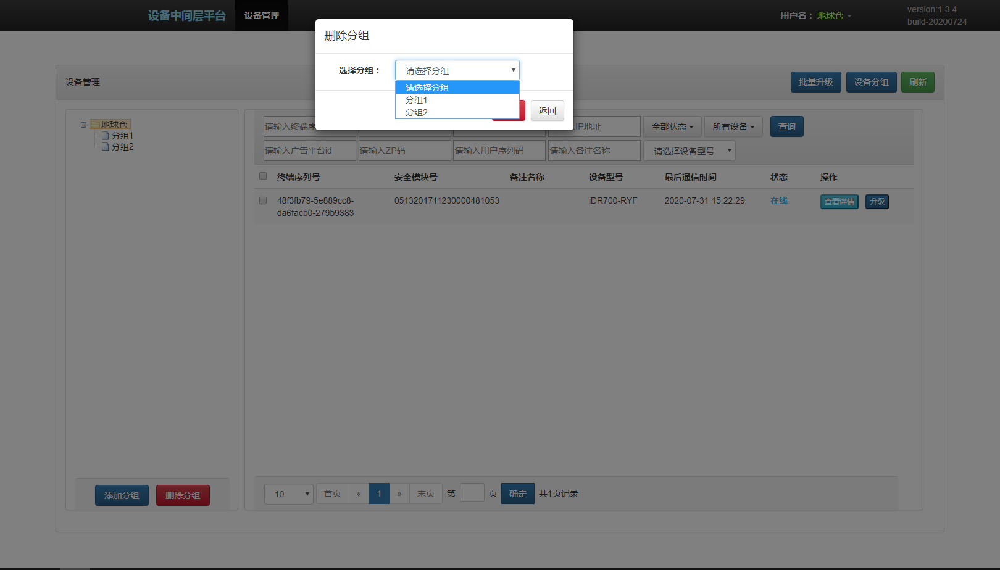 设备中间层平台 设备管理 用户名： 地球仓 version:1.3.4
build-20200724
删除分组
选择分组： 请选择分组
请选择分组
分组1
分组2
返回
设备管理 批量升级 设备分组 刷新
地球仓
分组1
分组2
添加分组 删除分组
请输入终端序 IP地址 全部状态 所有设备 查询
请输入广告平台id 请输入ZP码 请输入用户序列码 请输入备注名称 请选择设备型号
终端序列号 安全模块号 备注名称 设备型号 最后通信时间 状态 操作
48f3fb79-5e889cc8- 0513201711230000481053 iDR700-RYF 2020-07-31 15:22:29 在线 查看详情 升级
da6facb0-279b9383
10 首页 « 1 » 末页 第 页 确定 共1页记录